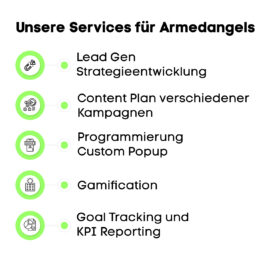 Unsere Services für Armedangels
Lead Gen
Strategieentwicklung
Content Plan verschiedener
Kampagnen
Programmierung
Custom Popup
Gamification
Goal Tracking und
KPI Reporting